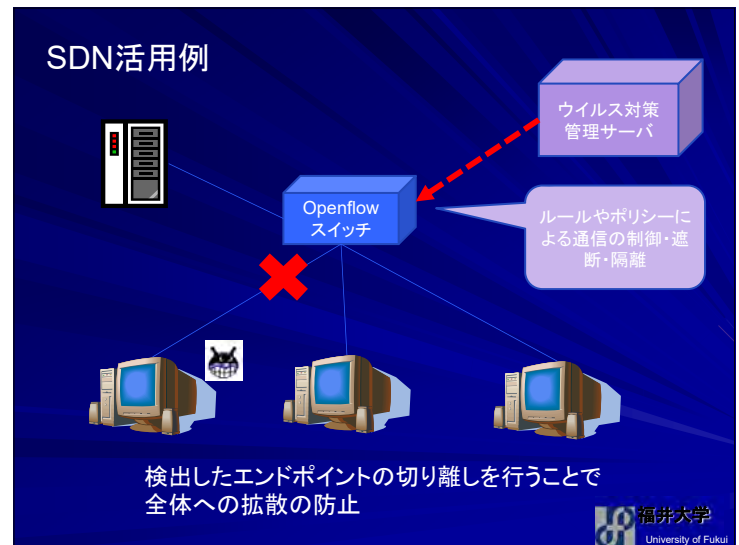 SDN活用例
ウイルス対策
管理サーバ
Openflow
スイッチ
ルールやポリシーに
よる通信の制御・遮
断・隔離
検出したエンドポイントの切り離しを行うことで
全体への拡散の防止
福井大学
University of Fukui